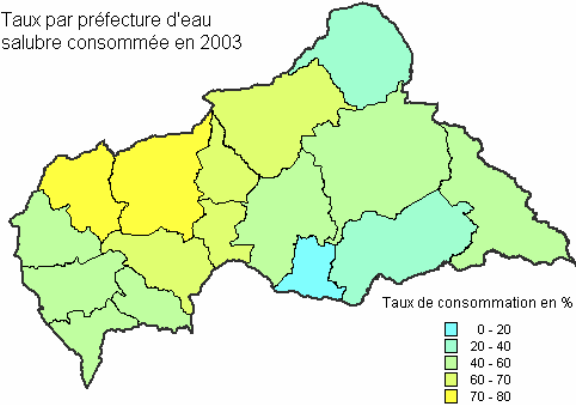 Taux par préfecture d'eau
salubre consommée en 2003
Taux de consommation en %
0 - 20
20 - 40
40 - 60
60 - 70
70 - 80